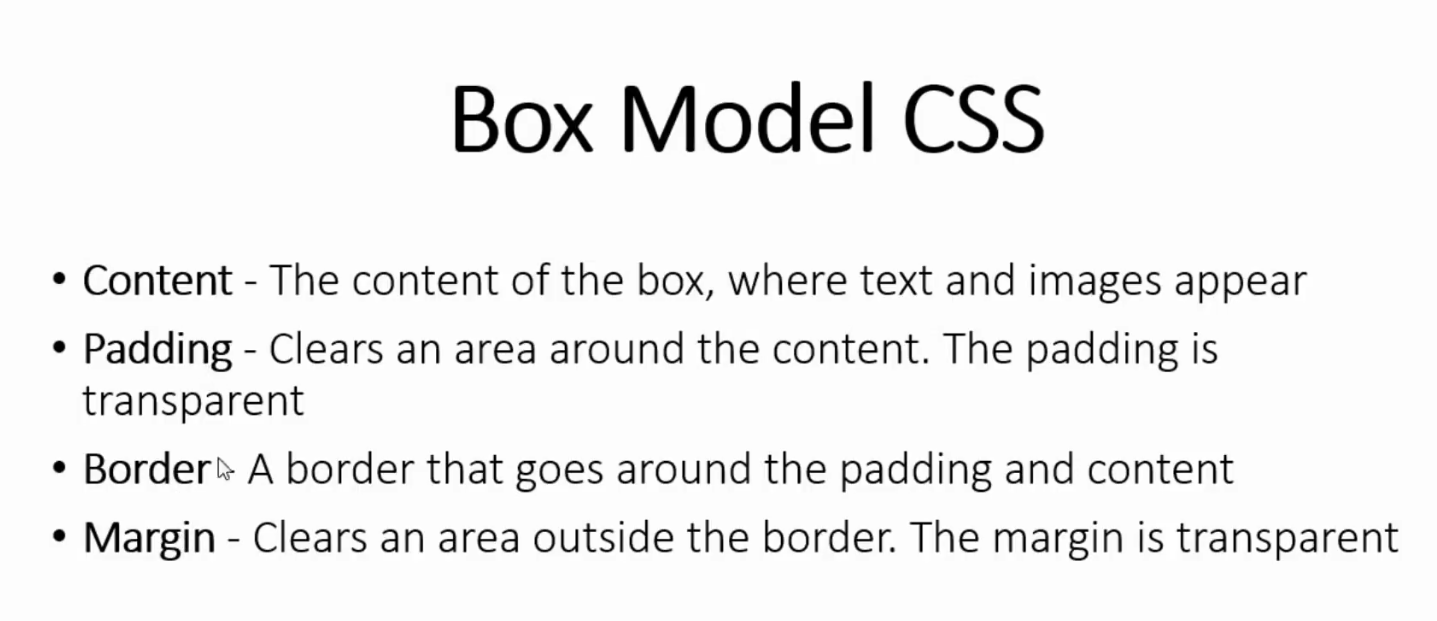 Box Model CSS
• Content - The content of the box, where text and images appear
• Padding - Clears an area around the content. The padding is
transparent
• Border A border that goes around the padding and content
• Margin - Clears an area outside the border. The margin is transparent